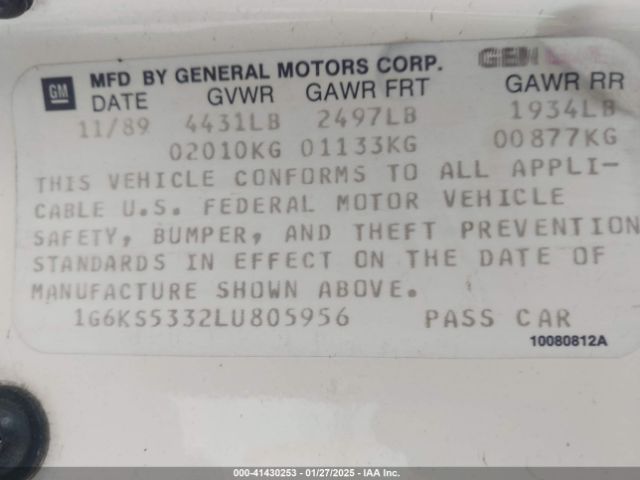 GM MFD BY GENERAL MOTORS CORP. GEN
DATE GVWR GAWR FRT GAWR RR
11/89 4431LB 2497LB 1934LB
02010KG 01133KG 00877KG
THIS VEHICLE CONFORMS TO ALL APPLI-
CABLE U.S. FEDERAL MOTOR VEHICLE
SAFETY, BUMPER, AND THEFT PREVENTION
STANDARDS IN EFFECT ON THE DATE OF
MANUFACTURE SHOWN ABOVE.
1G6KS5332LU805956 PASS CAR
10080812A
000-41430253 - 01/27/2025 - IAA Inc.